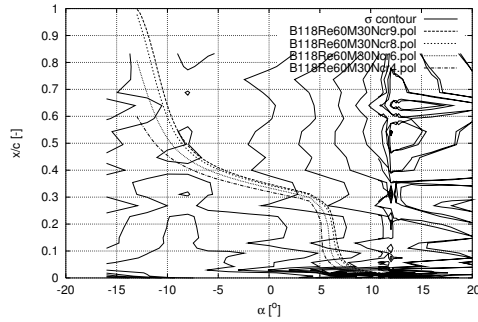 σ contour
B118Re60M30Ncr9.pol
B118Re60M30Ncr8.pol
B118Re60M30Ncr6.pol
B118Re60M30Ncr4.pol
1
0.9
0.8
0.7
0.6
0.5
0.4
0.3
0.2
0.1
0
x/c [-]
-20 -15 -10 -5 0 5 10 15 20
α [°]